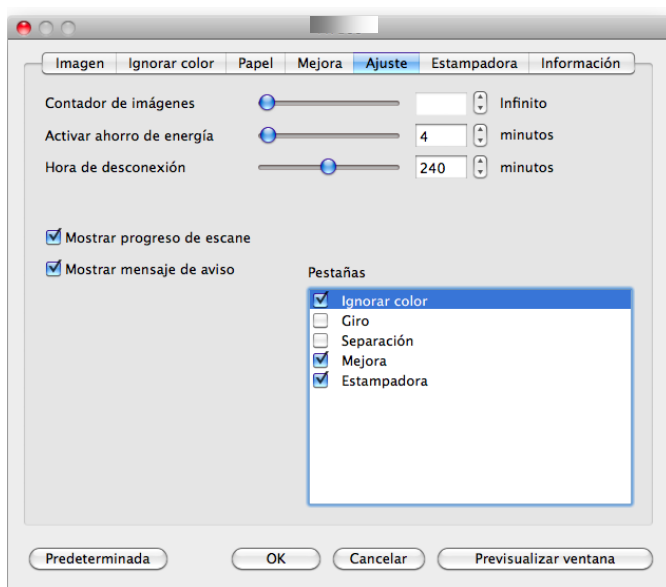 Imagen Ignorar color Papel Mejora Ajuste Estampadora Información
Contador de imágenes Infinito
Activar ahorro de energía 4 minutos
Hora de desconexión 240 minutos
Mostrar progreso de escane
Mostrar mensaje de aviso
Pestañas
Ignorar color
Giro
Separación
Mejora
Estampadora
Predeterminada OK Cancelar Previsualizar ventana